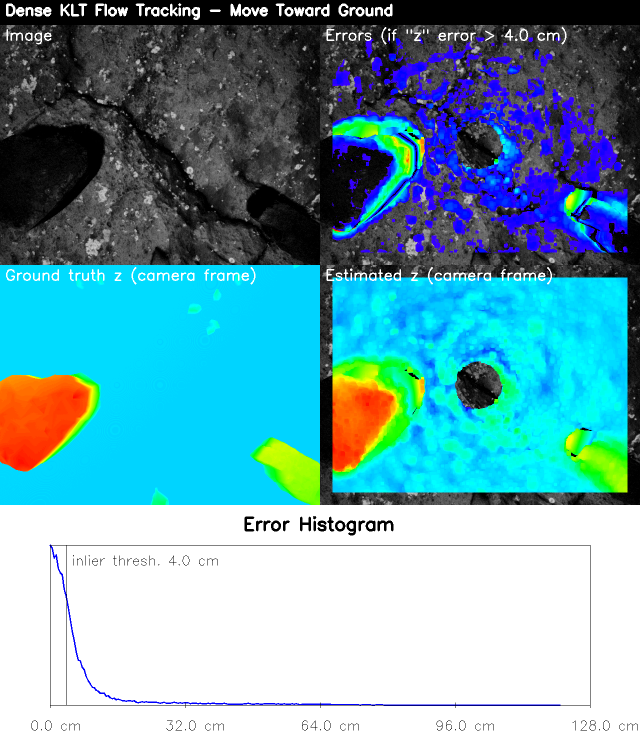 Dense KLT Flow Tracking - Move Toward Ground
Image
Errors (if "z" error > 4.0 cm)
Ground truth z (camera frame)
Estimated z (camera frame)
Error Histogram
inlier thresh. 4.0 cm
0.0 cm
32.0 cm
64.0 cm
96.0 cm
128.0 cm